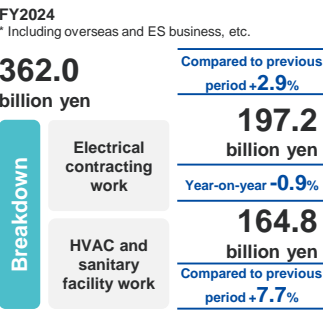 FY2024
* Including overseas and ES business, etc.
362.0
billion yen
Compared to previous
period +2.9%
Breakdown
Electrical
contracting
work
197.2
billion yen
Year-on-year -0.9%
HVAC and
sanitary
facility work
164.8
billion yen
Compared to previous
period +7.7%